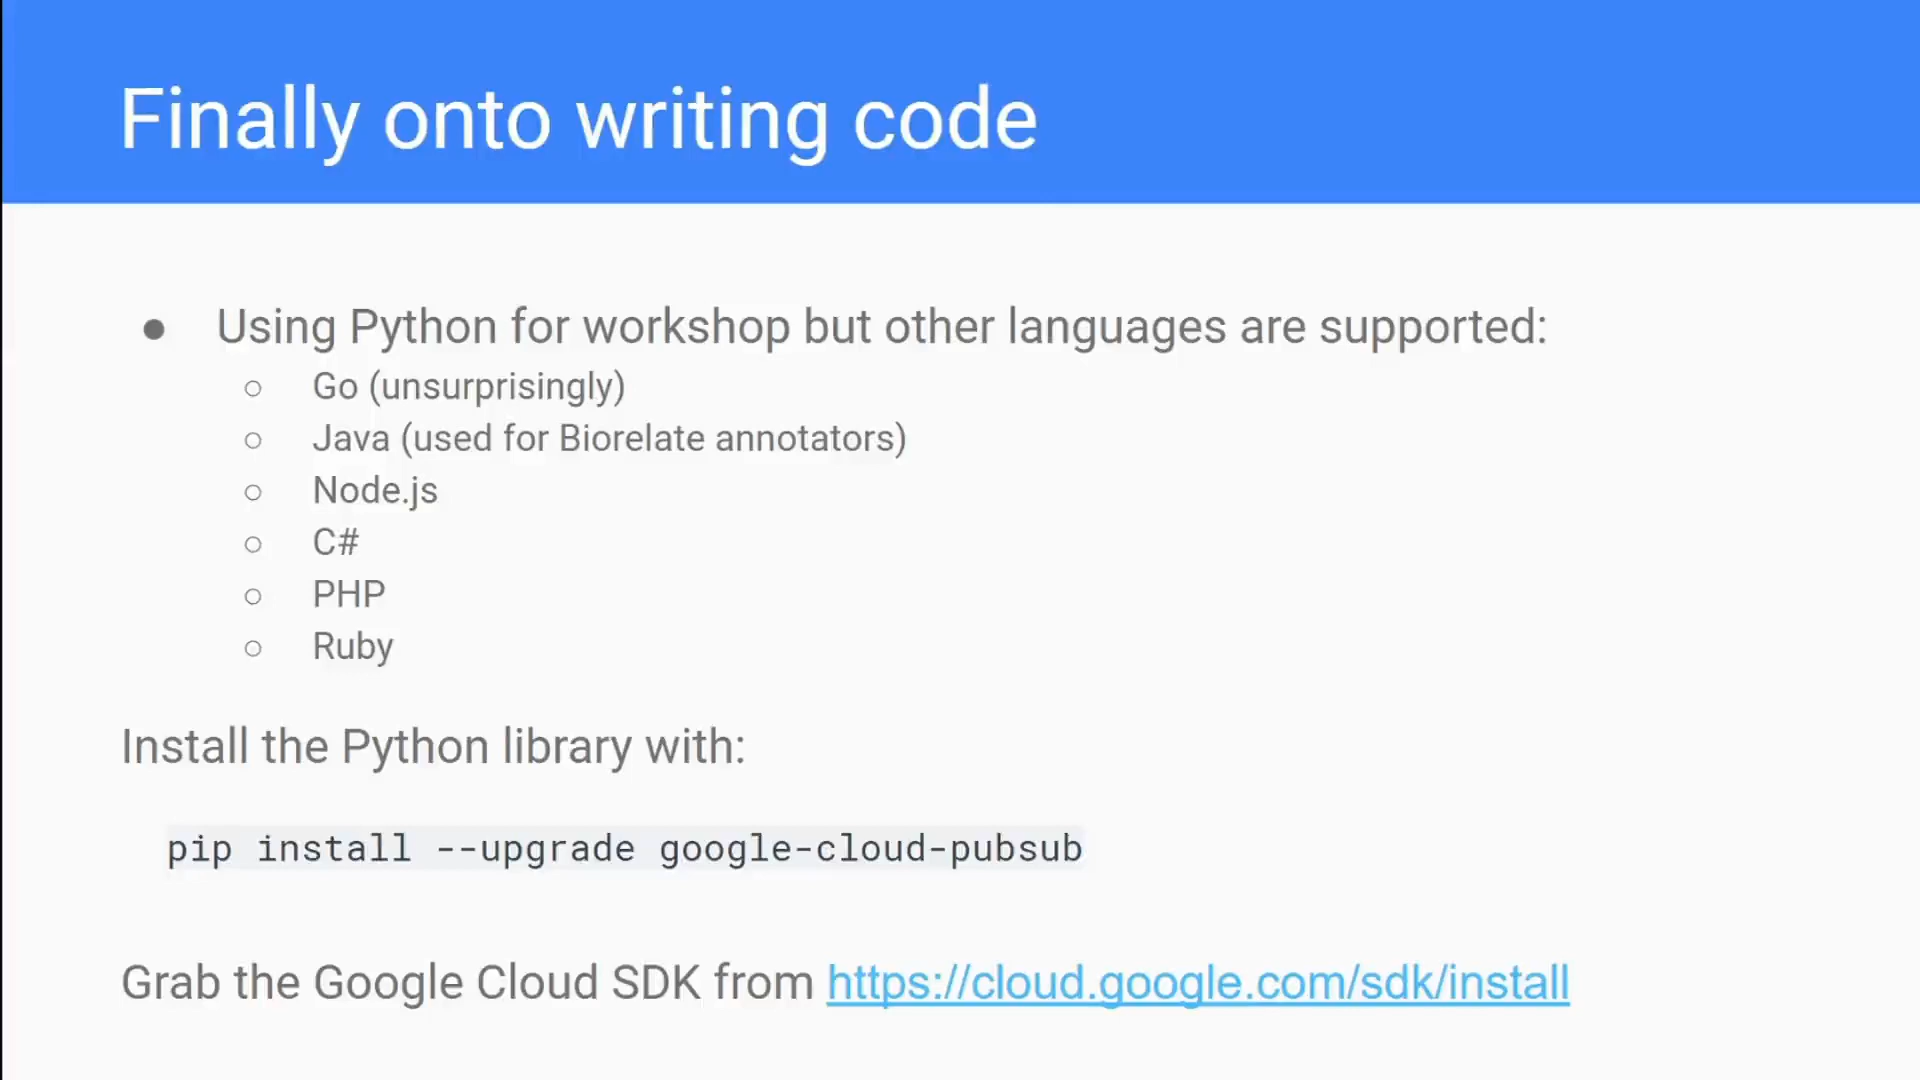 Finally onto writing code
● Using Python for workshop but other languages are supported:
○ Go (unsurprisingly)
○ Java (used for Biorelate annotators)
○ Node.js
○ C#
○ PHP
○ Ruby
Install the Python library with:
pip install --upgrade google-cloud-pubsub
Grab the Google Cloud SDK from https://cloud.google.com/sdk/install